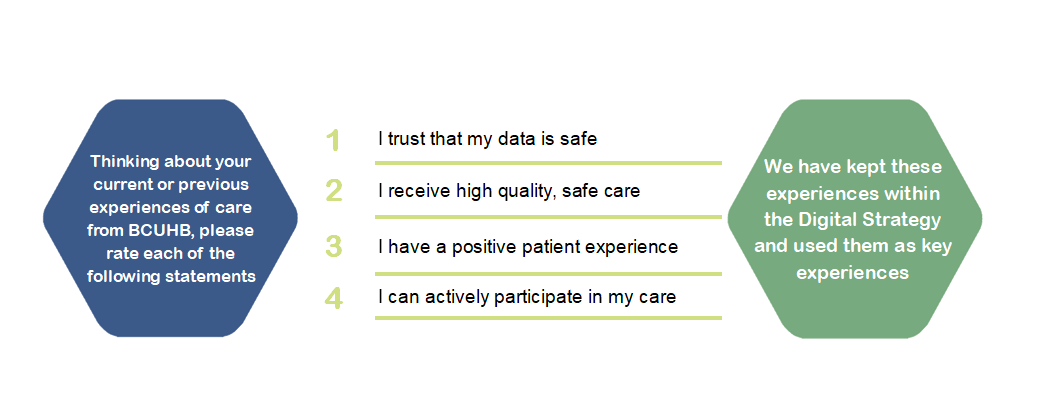 Thinking about your
current or previous
experiences of care
from BCUHB, please
rate each of the
following statements
1 I trust that my data is safe
2 I receive high quality, safe care
3 I have a positive patient experience
4 I can actively participate in my care
We have kept these
experiences within
the Digital Strategy
and used them as key
experiences